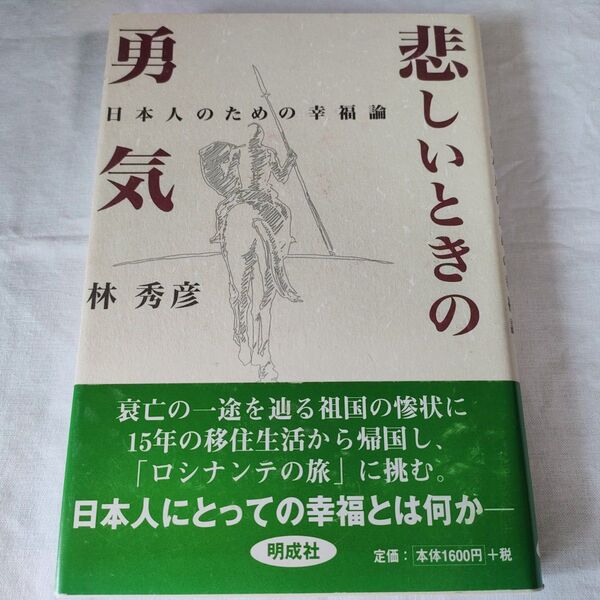 悲しいときの
勇気
日本人のための幸福論
林 秀彦
衰亡の一途を辿る祖国の惨状に
15年の移住生活から帰国し、
「ロシナンテの旅」に挑む。
日本人にとっての幸福とは何か―
明成社
定価：本体1600円+税